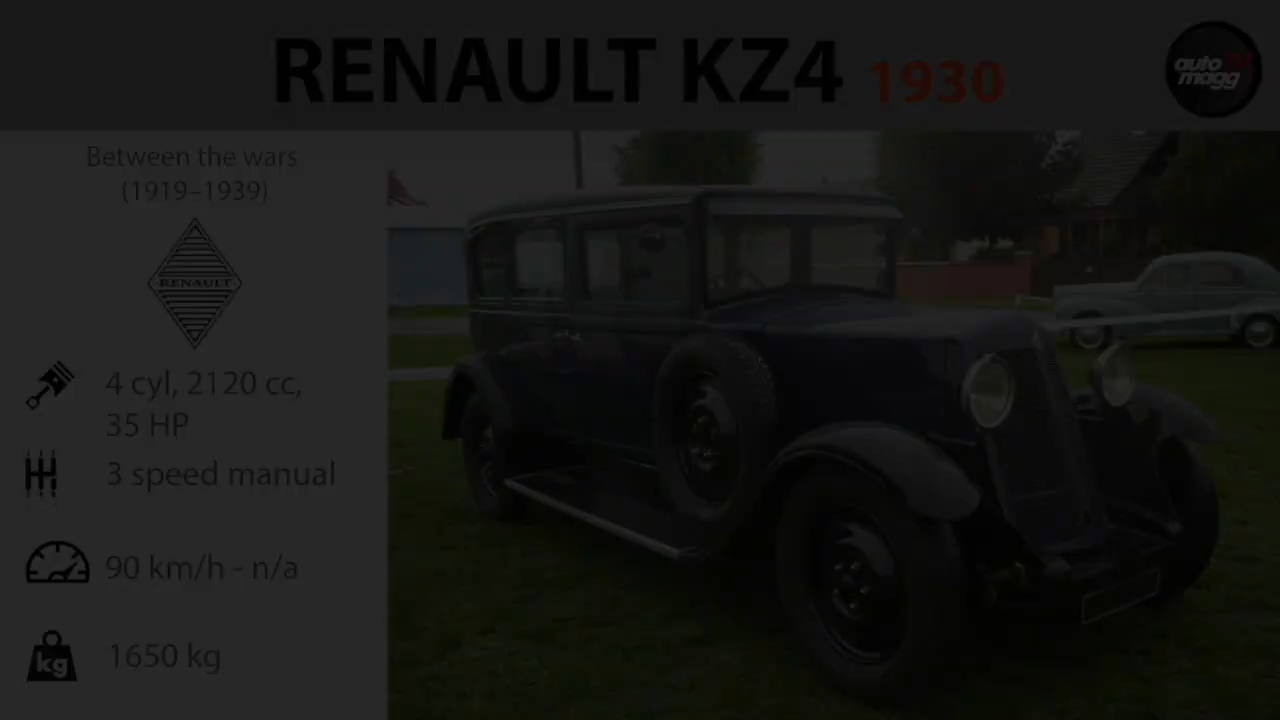 RENAULT KZ4 1930
auto
magg
Between the wars
(1919–1939)
RENAULT
4 cyl, 2120 cc,
35 HP
3 speed manual
90 km/h - n/a
kg
1650 kg